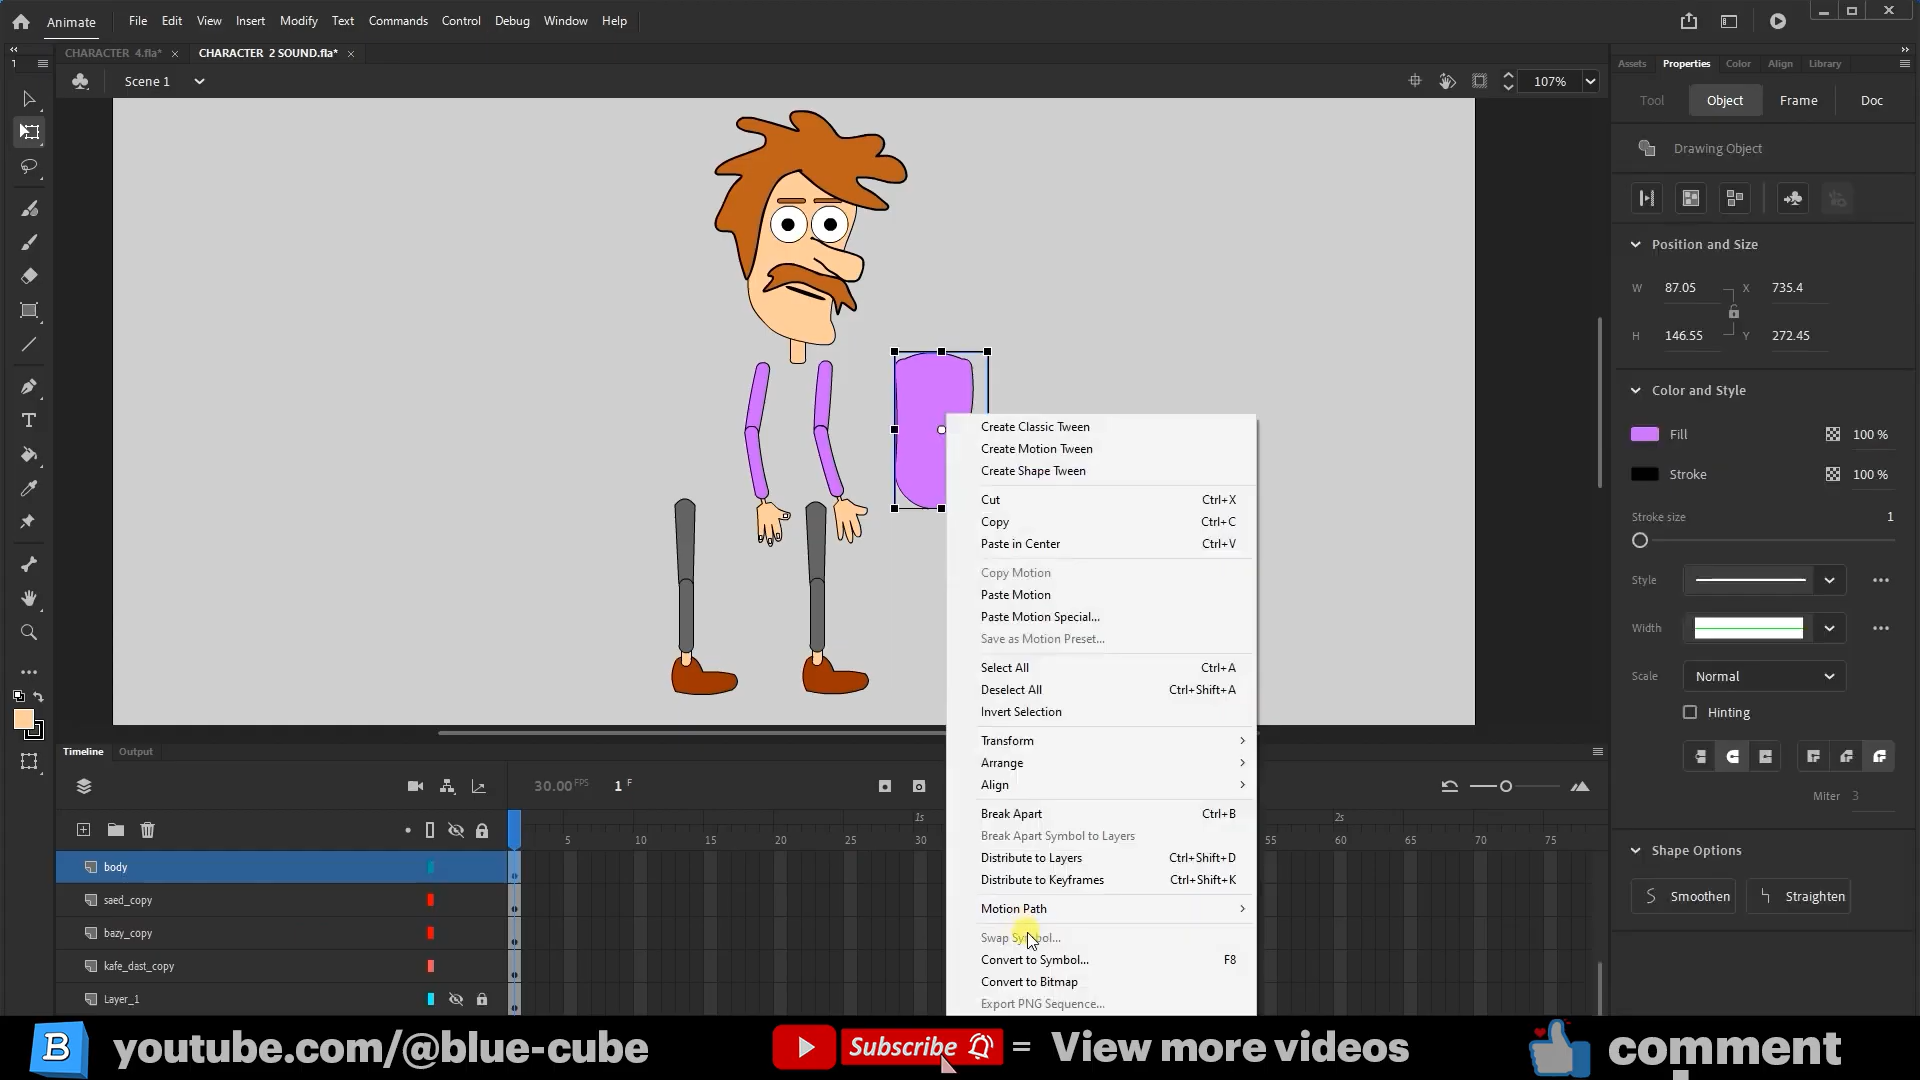 Animate File Edit View Insert Modify Text Commands Control Debug Window Help
CHARACTER 4.fla* × CHARACTER 2 SOUND.fla* ×
Scene 1 107%
Assets Properties Color Align Library
Tool Object Frame Doc
Drawing Object
Position and Size
W 87.05 X 735.4
H 146.55 Y 272.45
Color and Style
Fill 100 %
Stroke 100 %
Stroke size 1
Style
Width
Scale Normal
Hinting
Miter 3
Shape Options
Smoothen Straighten
Create Classic Tween
Create Motion Tween
Create Shape Tween
Cut Ctrl+X
Copy Ctrl+C
Paste in Center Ctrl+V
Copy Motion
Paste Motion
Paste Motion Special...
Save as Motion Preset...
Select All Ctrl+A
Deselect All Ctrl+Shift+A
Invert Selection
Transform
Arrange
Align
Break Apart Ctrl+B
Break Apart Symbol to Layers
Distribute to Layers Ctrl+Shift+D
Distribute to Keyframes Ctrl+Shift+K
Motion Path
Swap Symbol...
Convert to Symbol... F8
Convert to Bitmap
Export PNG Sequence...
Timeline Output
30.00 FPS 1 F
1s 2s
5 10 15 20 25 30 55 60 65 70 75
body
saed_copy
bazy_copy
kafe_dast_copy
Layer_1
B youtube.com/@blue-cube Subscribe = View more videos comment